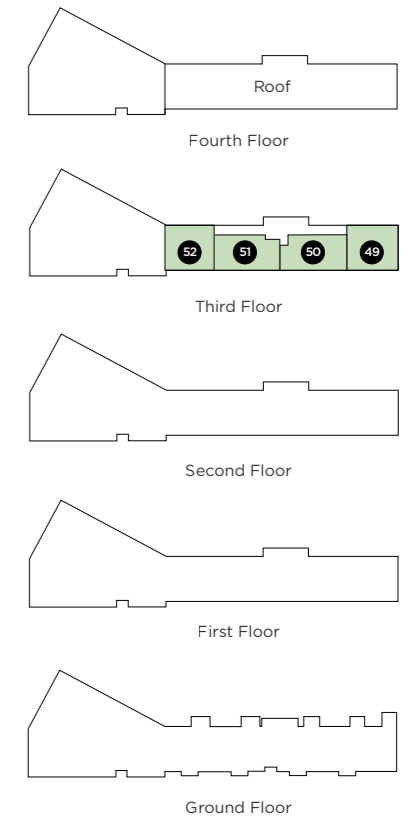 Roof
Fourth Floor
52 51 50 49
Third Floor
Second Floor
First Floor
Ground Floor